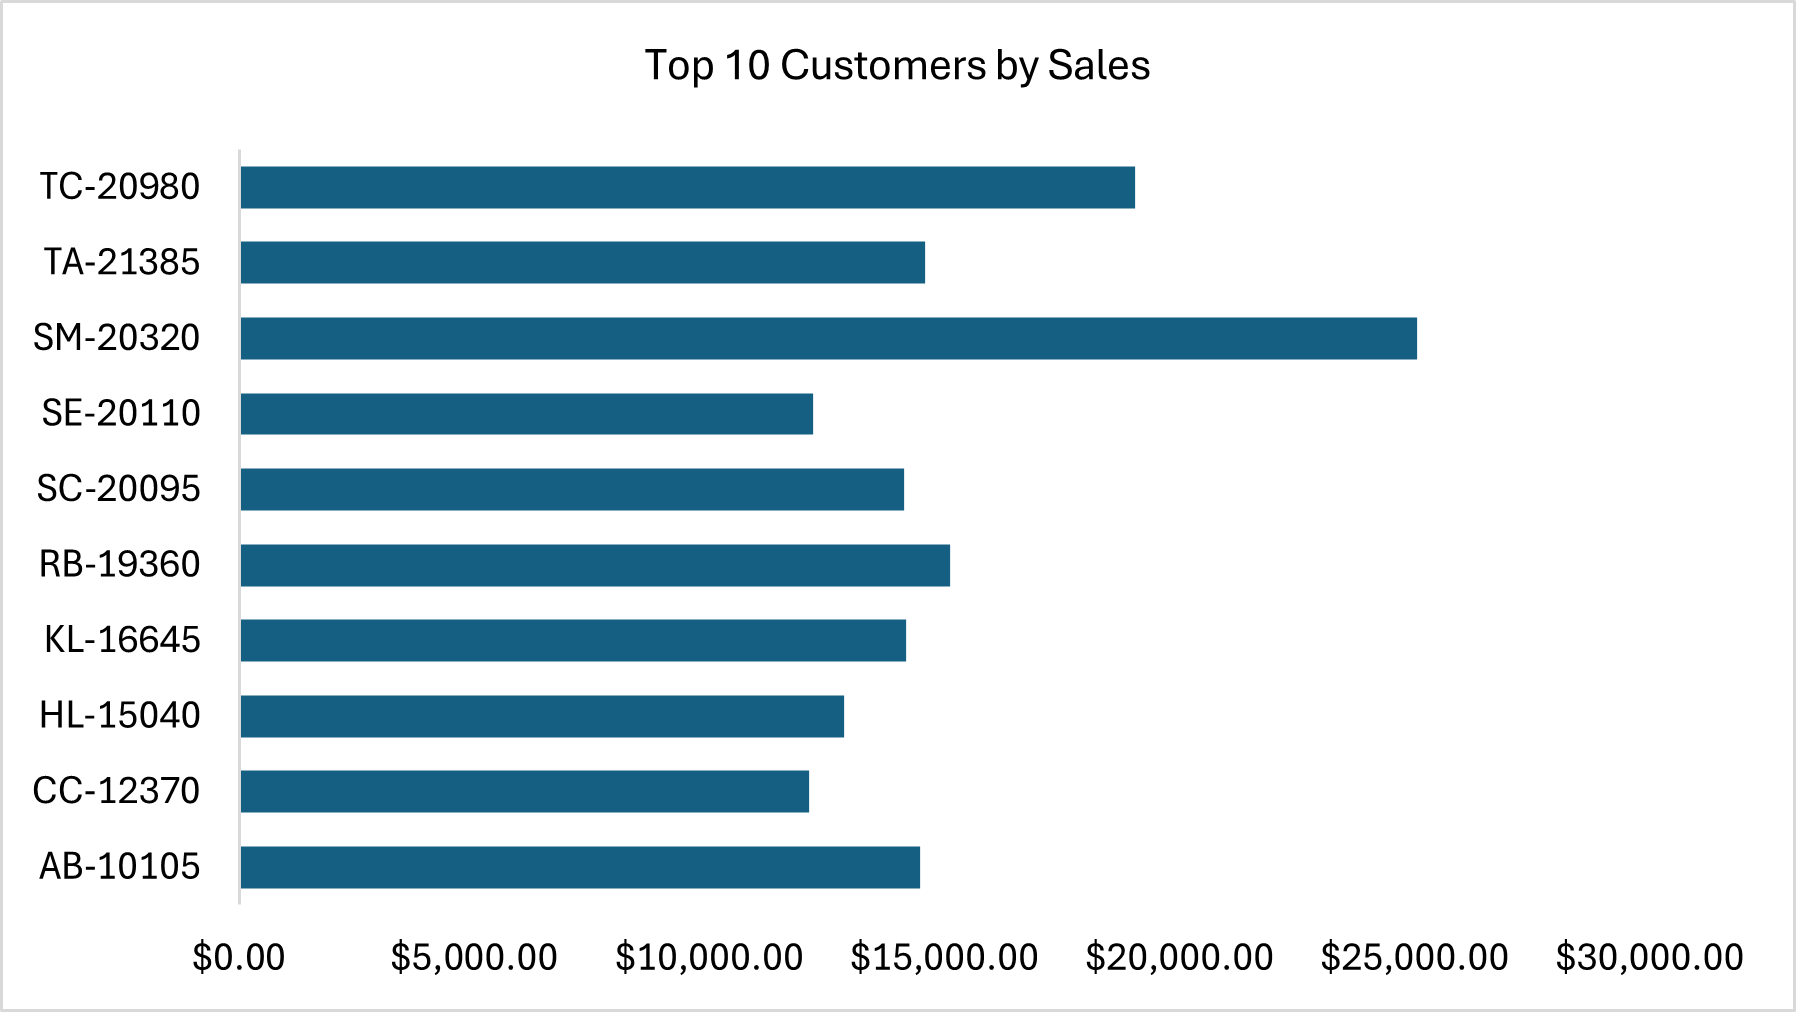 Top 10 Customers by Sales
TC-20980
TA-21385
SM-20320
SE-20110
SC-20095
RB-19360
KL-16645
HL-15040
CC-12370
AB-10105
$0.00 $5,000.00 $10,000.00 $15,000.00 $20,000.00 $25,000.00 $30,000.00